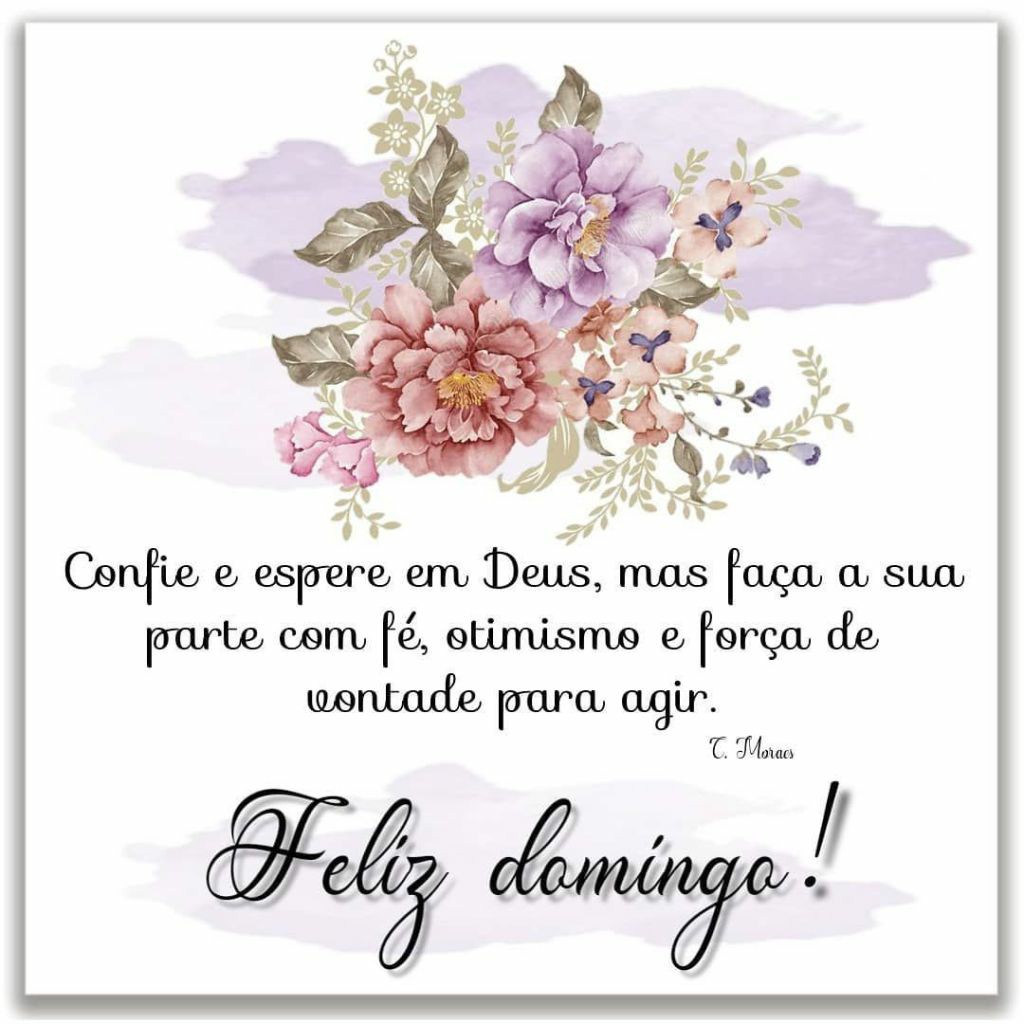 Confie e espere em Deus, mas faça a sua
parte com fé, otimismo e força de
vontade para agir.
T. Moraes
Feliz domingo!